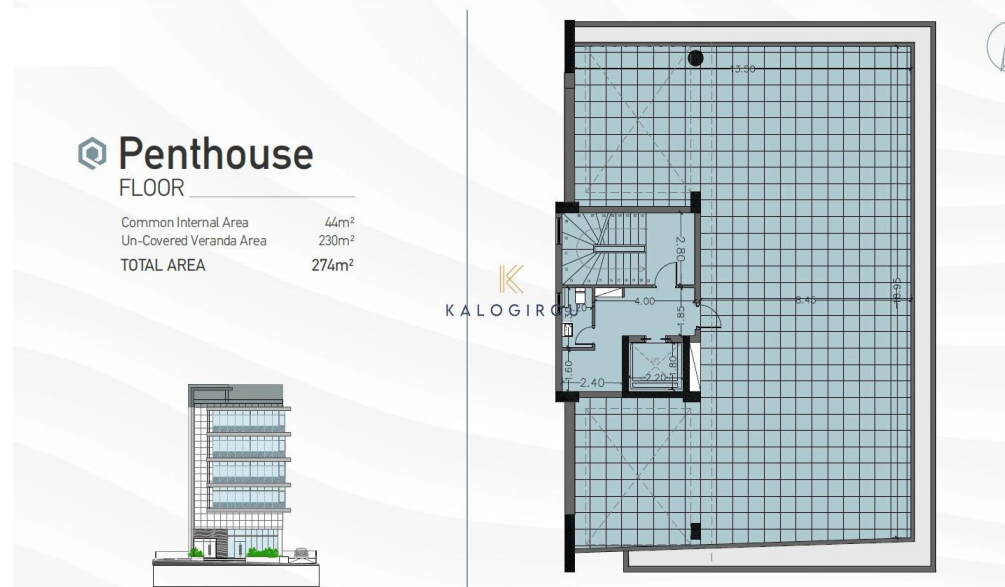 Penthouse
FLOOR
Common Internal Area 44m²
Un-Covered Veranda Area 230m²
TOTAL AREA 274m²
KALOGIROU
13.50
2.80
4.00
1.85
8.45
18.95
1.60
2.40
2.20
1.80